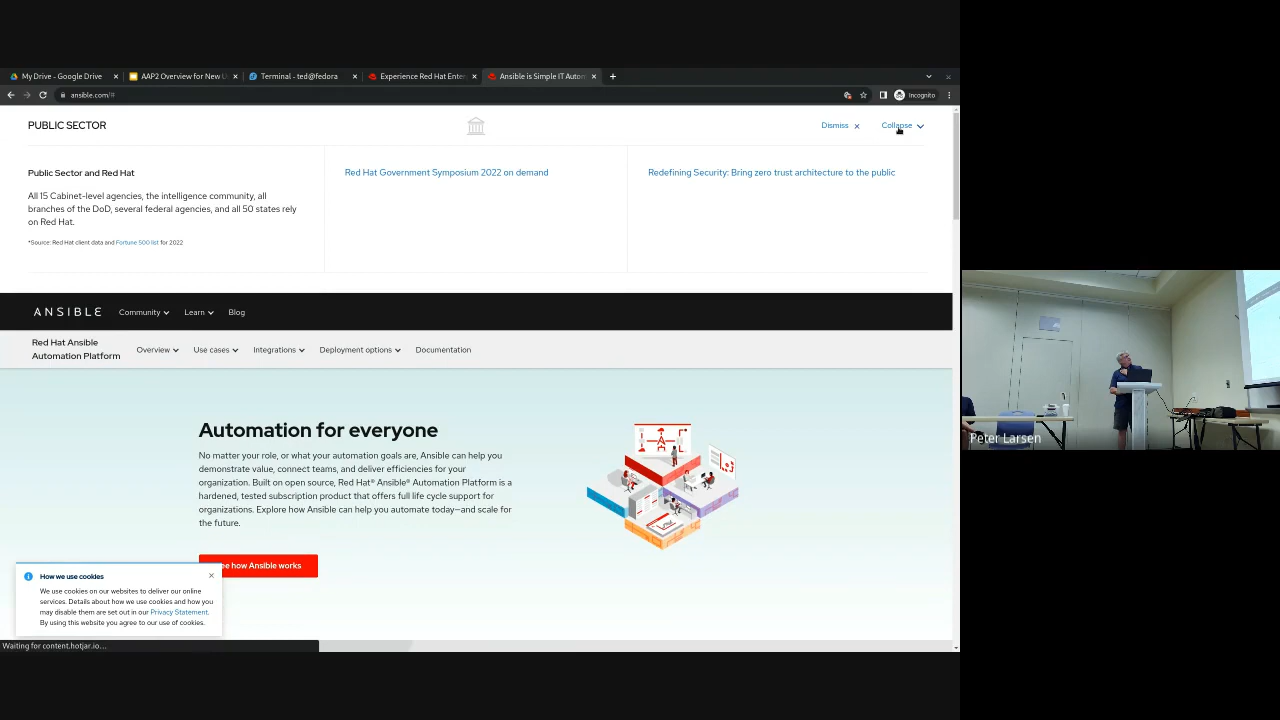 My Drive - Google Drive
AAP2 Overview for New U
Terminal - ted@fedora
Experience Red Hat Enter
Ansible is Simple IT Autom
ansible.com/#
Incognito
PUBLIC SECTOR
Dismiss
Collapse
Public Sector and Red Hat
All 15 Cabinet-level agencies, the intelligence community, all
branches of the DoD, several federal agencies, and all 50 states rely
on Red Hat.
*Source: Red Hat client data and Fortune 500 list for 2022
Red Hat Government Symposium 2022 on demand
Redefining Security: Bring zero trust architecture to the public
ANSIBLE
Community
Learn
Blog
Red Hat Ansible
Automation Platform
Overview
Use cases
Integrations
Deployment options
Documentation
Automation for everyone
No matter your role, or what your automation goals are, Ansible can help you
demonstrate value, connect teams, and deliver efficiencies for your
organization. Built on open source, Red Hat® Ansible® Automation Platform is a
hardened, tested subscription product that offers full life cycle support for
organizations. Explore how Ansible can help you automate today—and scale for
the future.
ee how Ansible works
How we use cookies
We use cookies on our websites to deliver our online
services. Details about how we use cookies and how you
may disable them are set out in our Privacy Statement.
By using this website you agree to our use of cookies.
Waiting for content.hotjar.io...
Peter Larsen